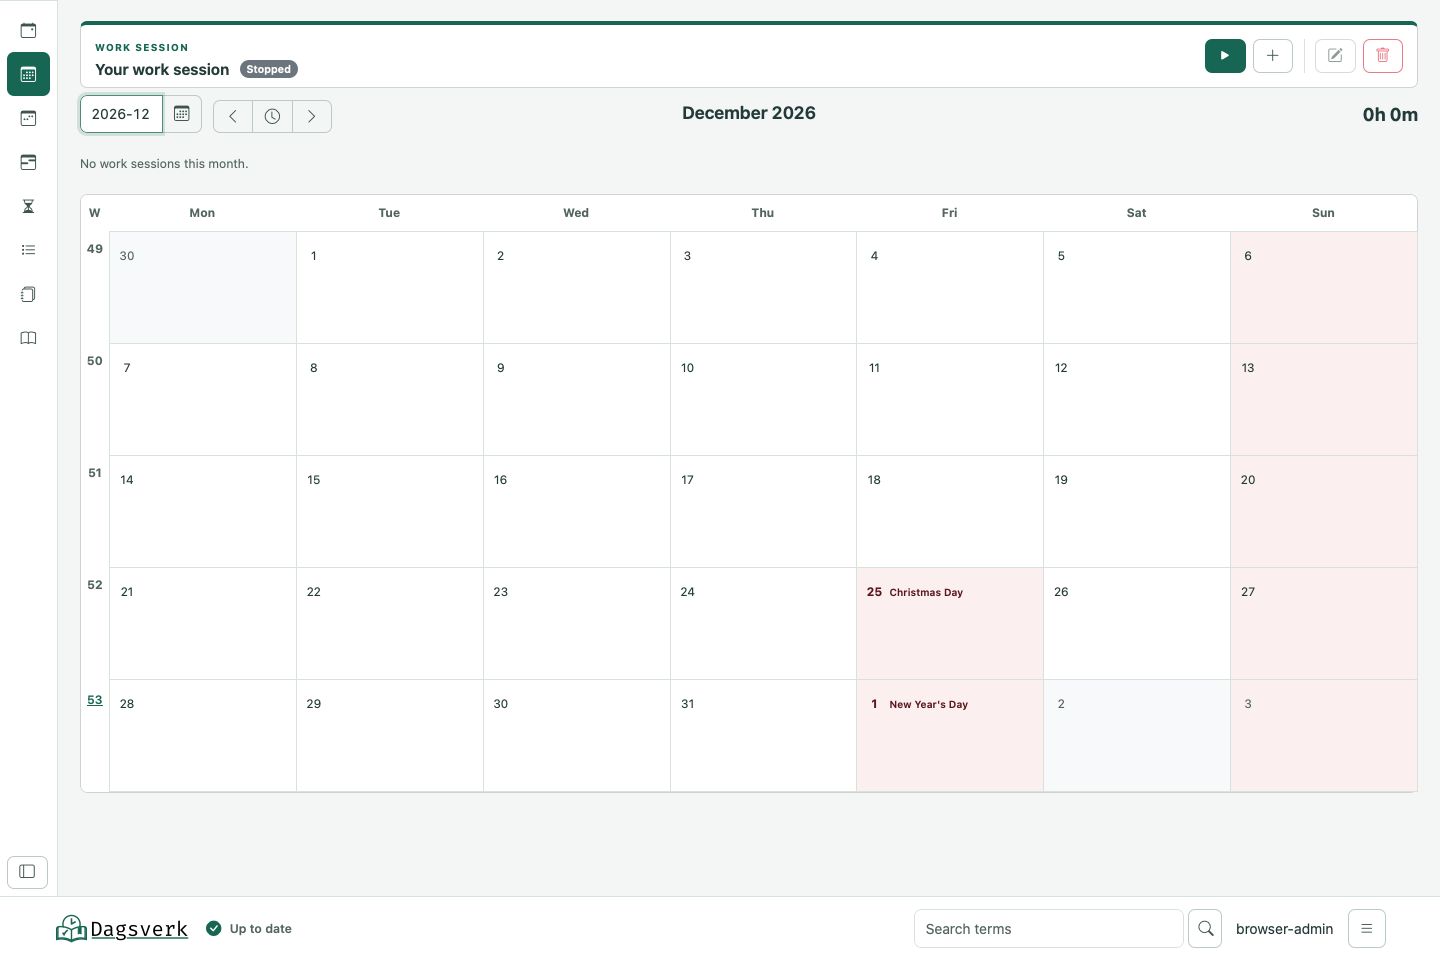 WORK SESSION
Your work session Stopped
2026-12
December 2026
0h 0m
No work sessions this month.
W Mon Tue Wed Thu Fri Sat Sun
49 30 1 2 3 4 5 6
50 7 8 9 10 11 12 13
51 14 15 16 17 18 19 20
52 21 22 23 24 25 Christmas Day 26 27
53 28 29 30 31 1 New Year's Day 2 3
Dagsverk Up to date Search terms browser-admin